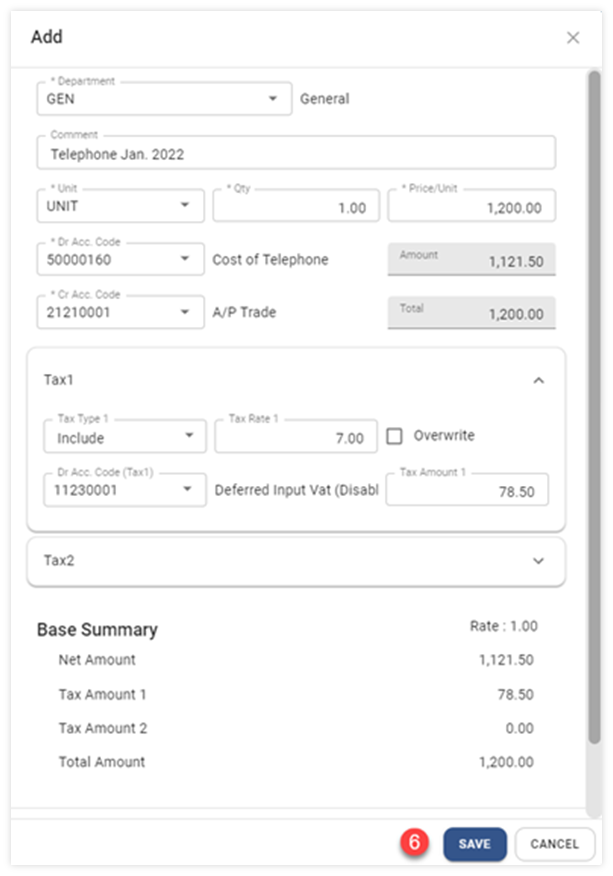 Add
* Department
GEN General
Comment
Telephone Jan. 2022
* Unit * Qty * Price/Unit
UNIT 1.00 1,200.00
* Dr Acc. Code
50000160 Cost of Telephone Amount 1,121.50
* Cr Acc. Code
21210001 A/P Trade Total 1,200.00
Tax1
Tax Type 1 Tax Rate 1
Include 7.00 Overwrite
Dr Acc. Code (Tax1) Tax Amount 1
11230001 Deferred Input Vat (Disabl 78.50
Tax2
Base Summary Rate : 1.00
Net Amount 1,121.50
Tax Amount 1 78.50
Tax Amount 2 0.00
Total Amount 1,200.00
6 SAVE CANCEL